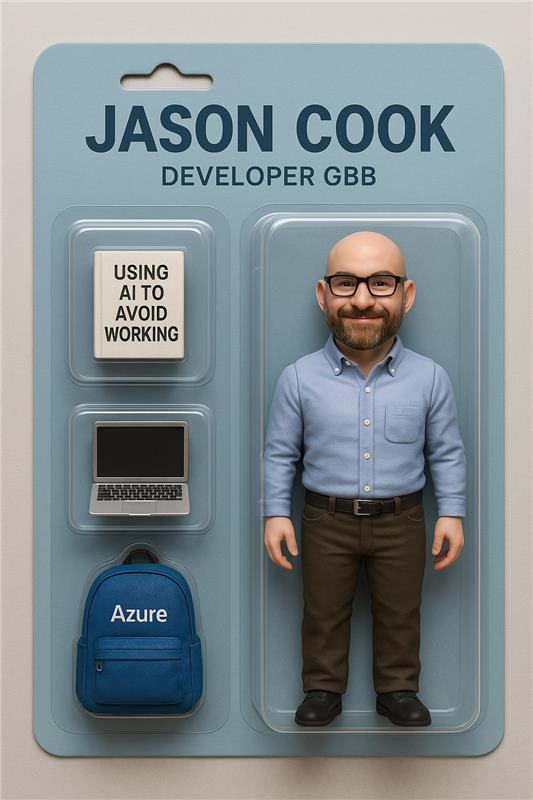 JASON COOK
DEVELOPER GBB
USING
AI TO
AVOID
WORKING
Azure